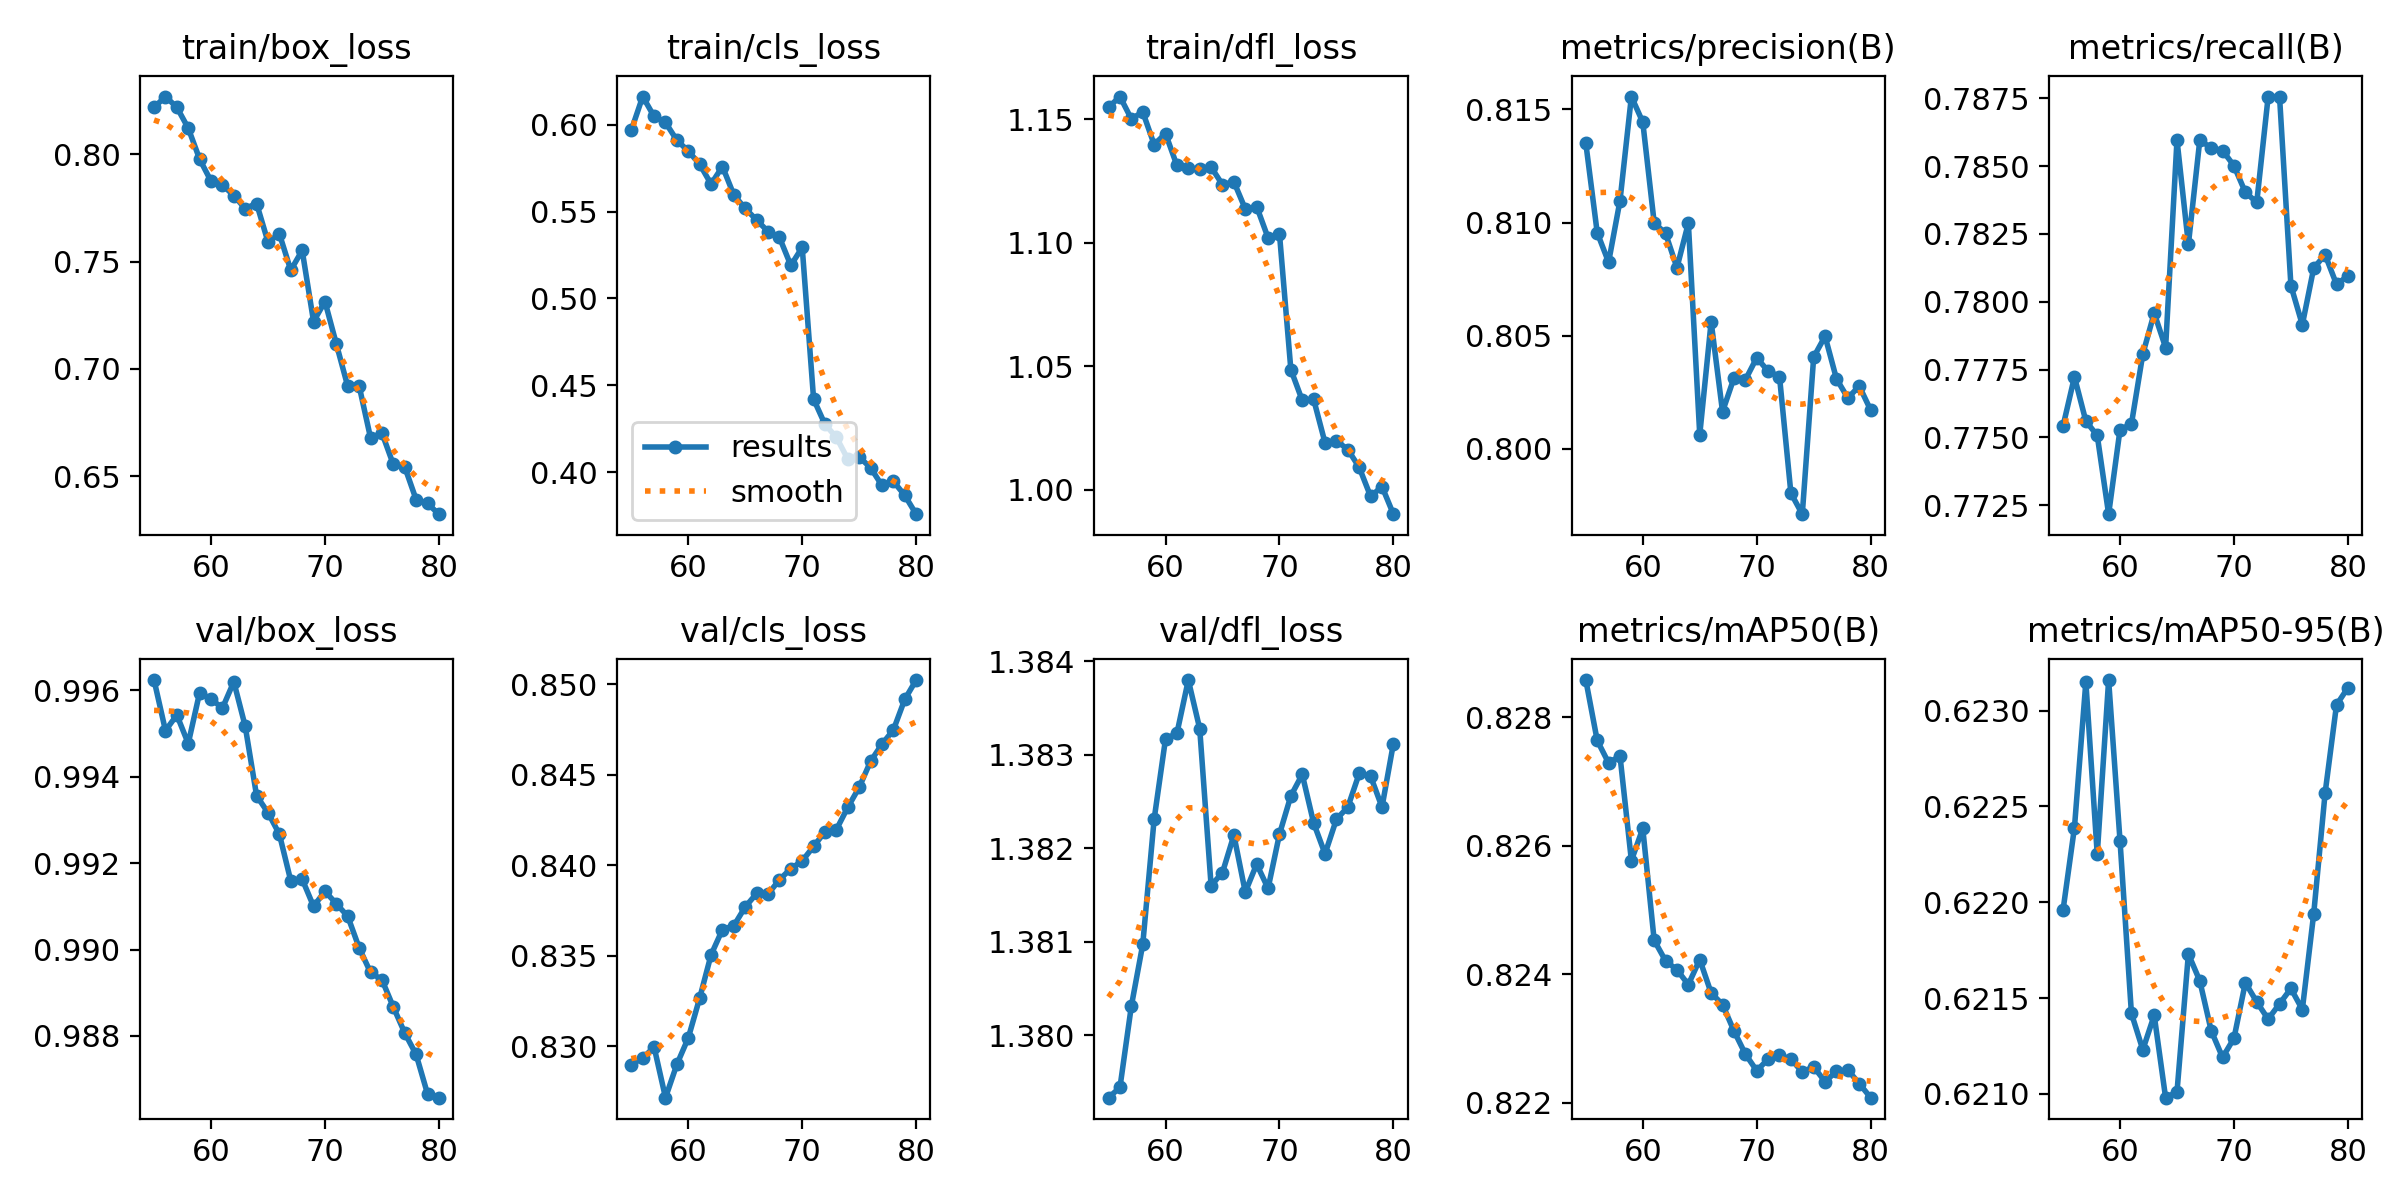 train/box_loss
0.80
0.75
0.70
0.65
60 70 80
train/cls_loss
0.60
0.55
0.50
0.45
0.40
results
smooth
60 70 80
train/dfl_loss
1.15
1.10
1.05
1.00
60 70 80
metrics/precision(B)
0.815
0.810
0.805
0.800
60 70 80
metrics/recall(B)
0.7875
0.7850
0.7825
0.7800
0.7775
0.7750
0.7725
60 70 80
val/box_loss
0.996
0.994
0.992
0.990
0.988
60 70 80
val/cls_loss
0.850
0.845
0.840
0.835
0.830
60 70 80
val/dfl_loss
1.384
1.383
1.382
1.381
1.380
60 70 80
metrics/mAP50(B)
0.828
0.826
0.824
0.822
60 70 80
metrics/mAP50-95(B)
0.6230
0.6225
0.6220
0.6215
0.6210
60 70 80